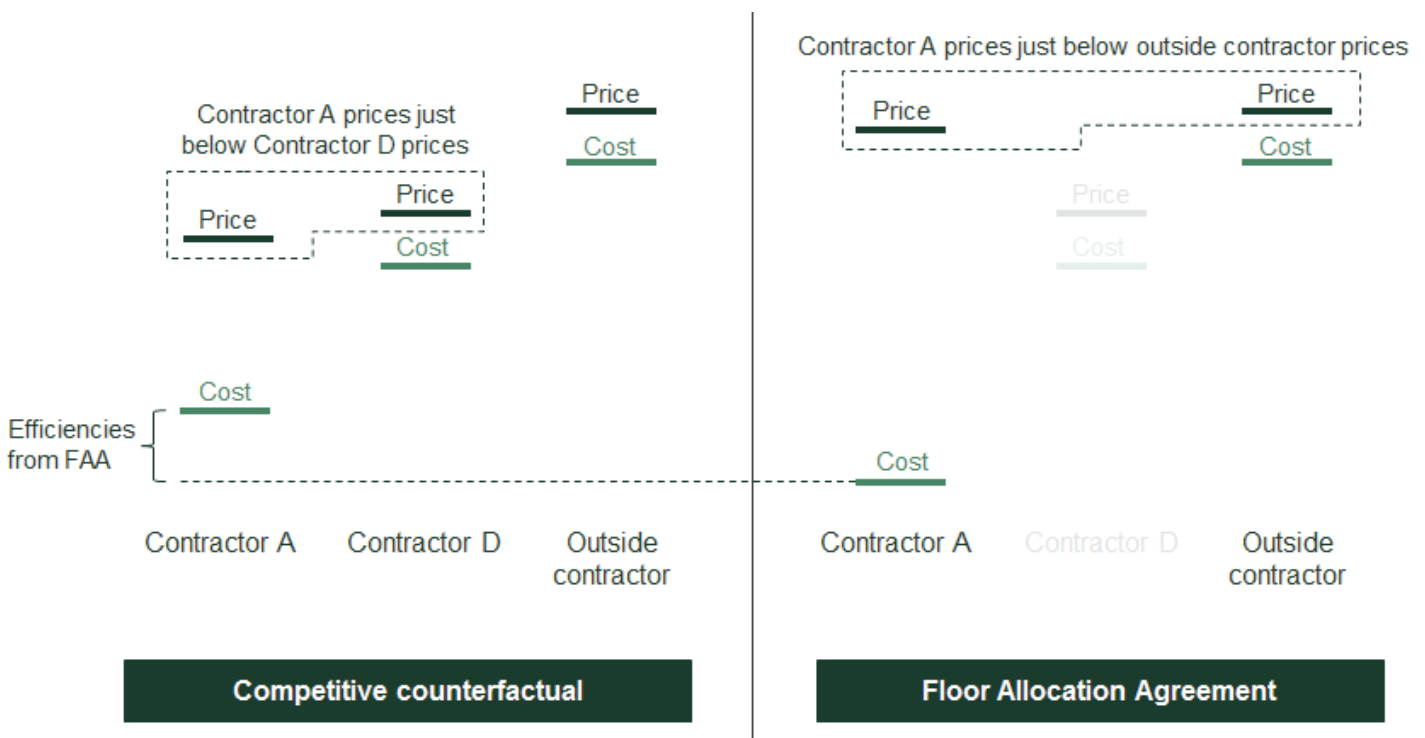 Contractor A prices just
below Contractor D prices
Price
Price
Cost
Price
Cost
Cost
Efficiencies
from FAA
Contractor A
Contractor D
Outside
contractor
Competitive counterfactual
Contractor A prices just below outside contractor prices
Price
Price
Cost
Price
Cost
Cost
Contractor A
Contractor D
Outside
contractor
Floor Allocation Agreement